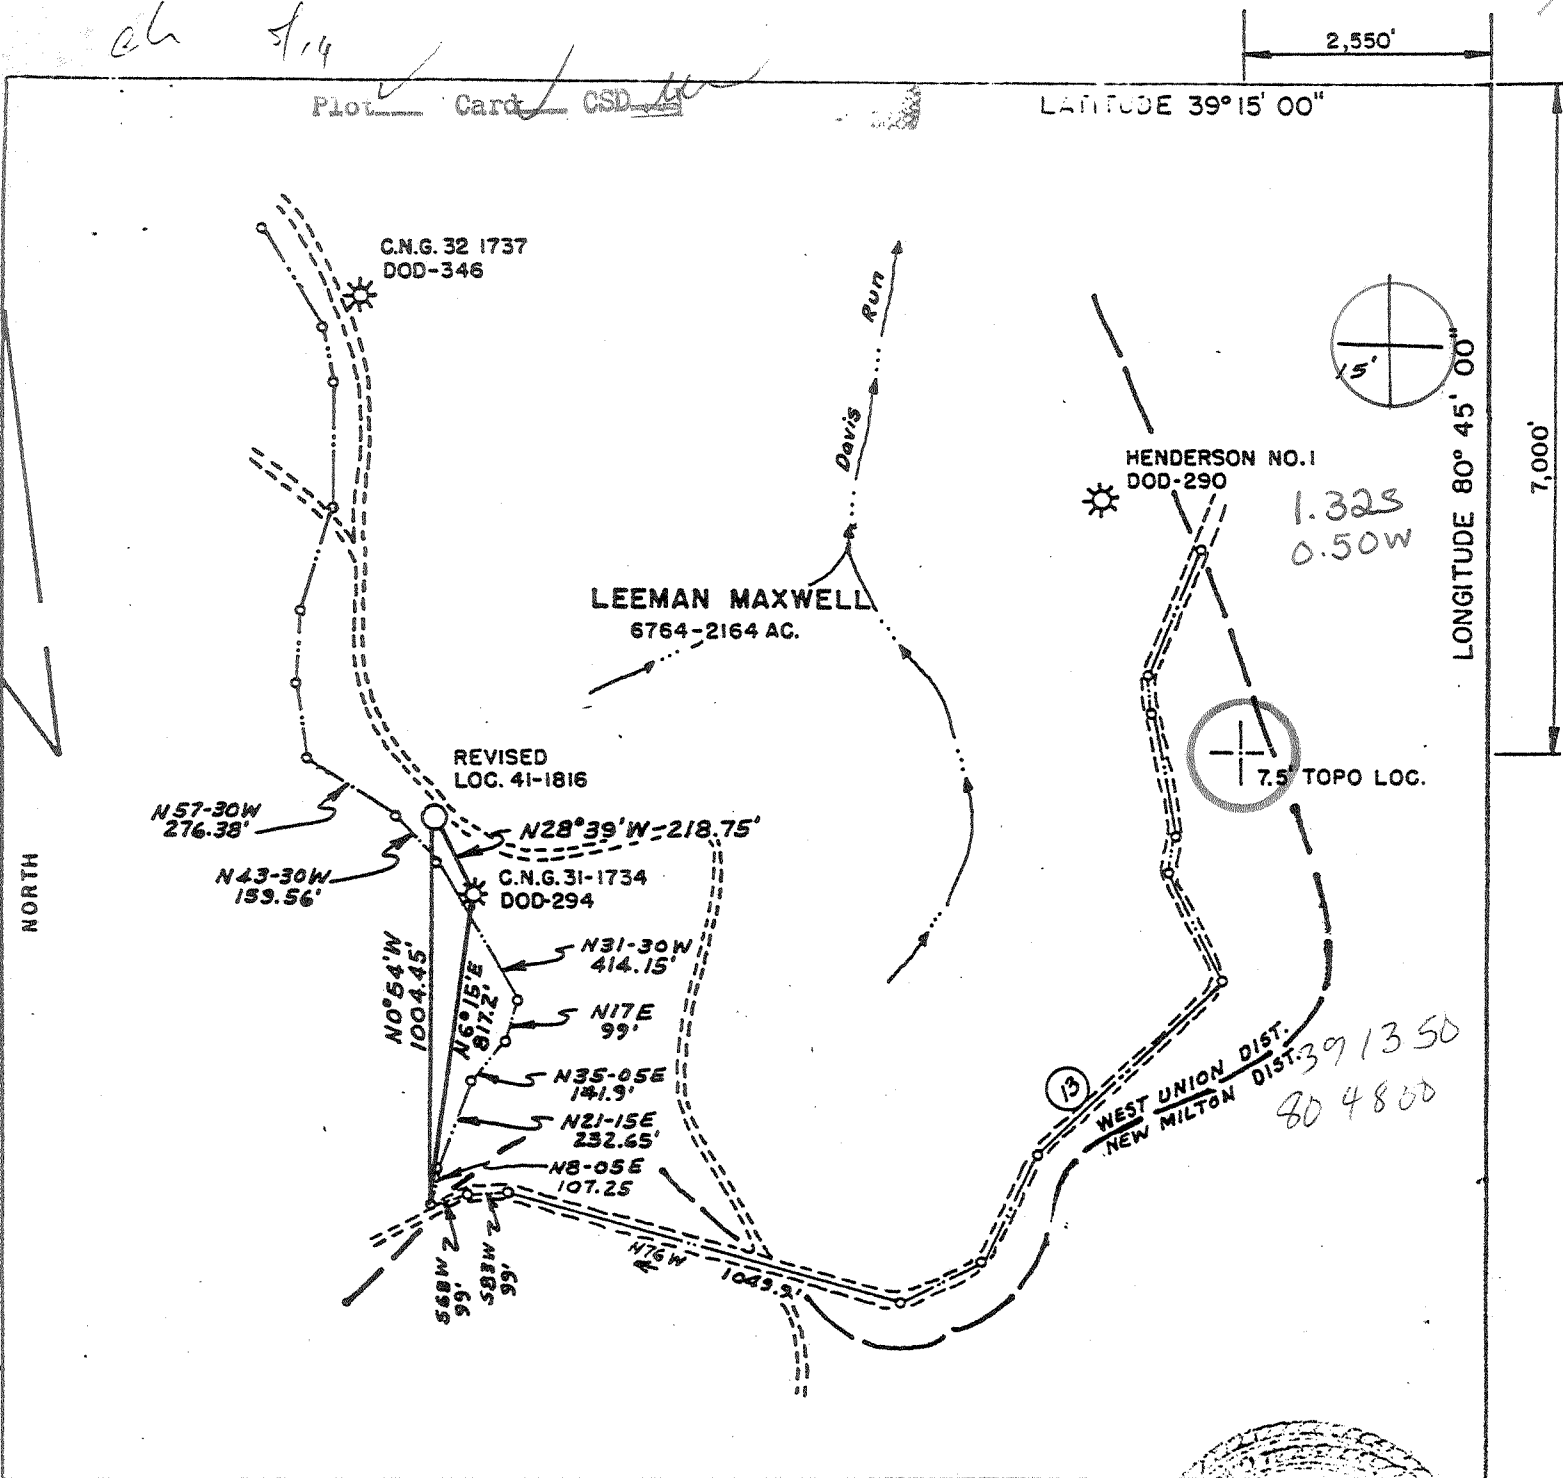 2,550'
Plot Card CSD
LATITUDE 39°15' 00"
C.N.G. 32 1737
DOD-346
Davis Run
15'
LONGITUDE 80° 45' 00"
7,000'
HENDERSON NO.1
DOD-290
1.32S
0.50W
LEEMAN MAXWELL
6764-2164 AC.
REVISED
LOC. 41-1816
7.5' TOPO LOC.
N57-30W
276.38'
N28°39'W-218.75'
N43-30W
159.56'
C.N.G. 31-1734
DOD-294
NORTH
N0°54'W
1004.45'
N6°15'E
817.2'
N31-30W
414.15'
N17E
99'
N35-05E
141.9'
N21-15E
232.65'
N8-05E
107.25
13
WEST UNION DIST.
NEW MILTON DIST.
39 13 50
80 48 00
S68W
99'
S83W
99'
N76W
1049.9'